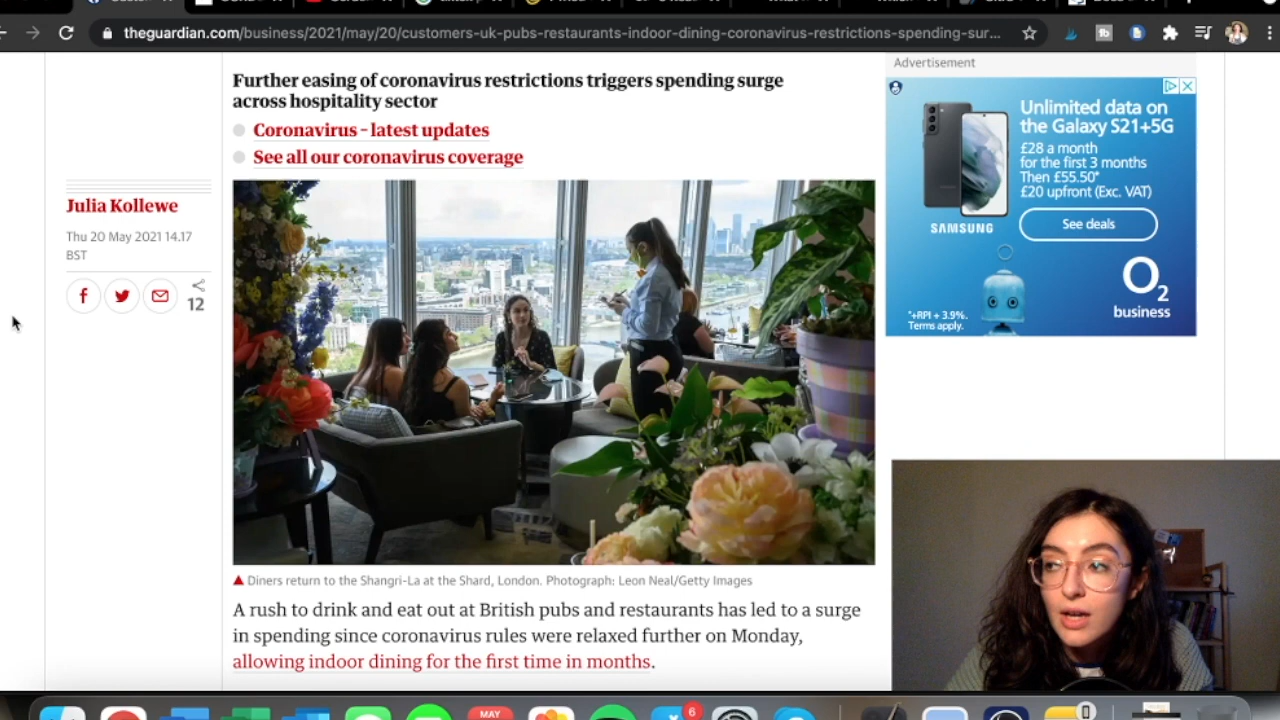 theguardian.com/business/2021/may/20/customers-uk-pubs-restaurants-indoor-dining-coronavirus-restrictions-spending-sur...
Further easing of coronavirus restrictions triggers spending surge
across hospitality sector
Coronavirus – latest updates
See all our coronavirus coverage
Julia Kollewe
Thu 20 May 2021 14.17
BST
12
Diners return to the Shangri-La at the Shard, London. Photograph: Leon Neal/Getty Images
A rush to drink and eat out at British pubs and restaurants has led to a surge
in spending since coronavirus rules were relaxed further on Monday,
allowing indoor dining for the first time in months.
Advertisement
Unlimited data on
the Galaxy S21+5G
£28 a month
for the first 3 months
Then £55.50*
£20 upfront (Exc. VAT)
See deals
SAMSUNG
O2
business
*+RPI + 3.9%.
Terms apply.
MAY
6